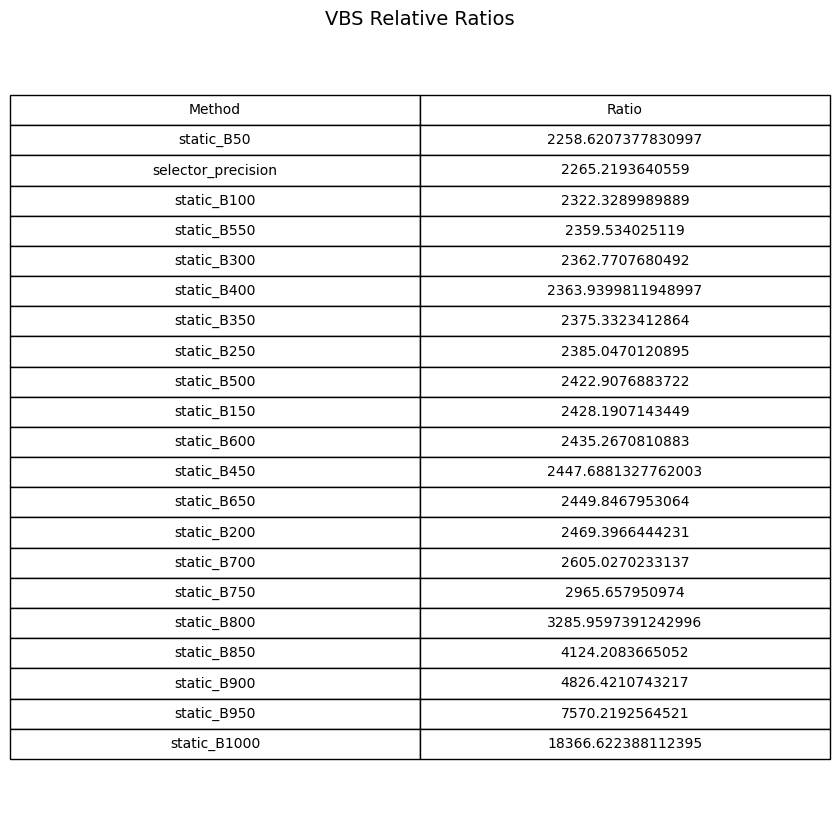 VBS Relative Ratios
Method Ratio
static_B50 2258.6207377830997
selector_precision 2265.2193640559
static_B100 2322.3289989889
static_B550 2359.534025119
static_B300 2362.7707680492
static_B400 2363.9399811948997
static_B350 2375.3323412864
static_B250 2385.0470120895
static_B500 2422.9076883722
static_B150 2428.1907143449
static_B600 2435.2670810883
static_B450 2447.6881327762003
static_B650 2449.8467953064
static_B200 2469.3966444231
static_B700 2605.0270233137
static_B750 2965.657950974
static_B800 3285.9597391242996
static_B850 4124.2083665052
static_B900 4826.4210743217
static_B950 7570.2192564521
static_B1000 18366.622388112395